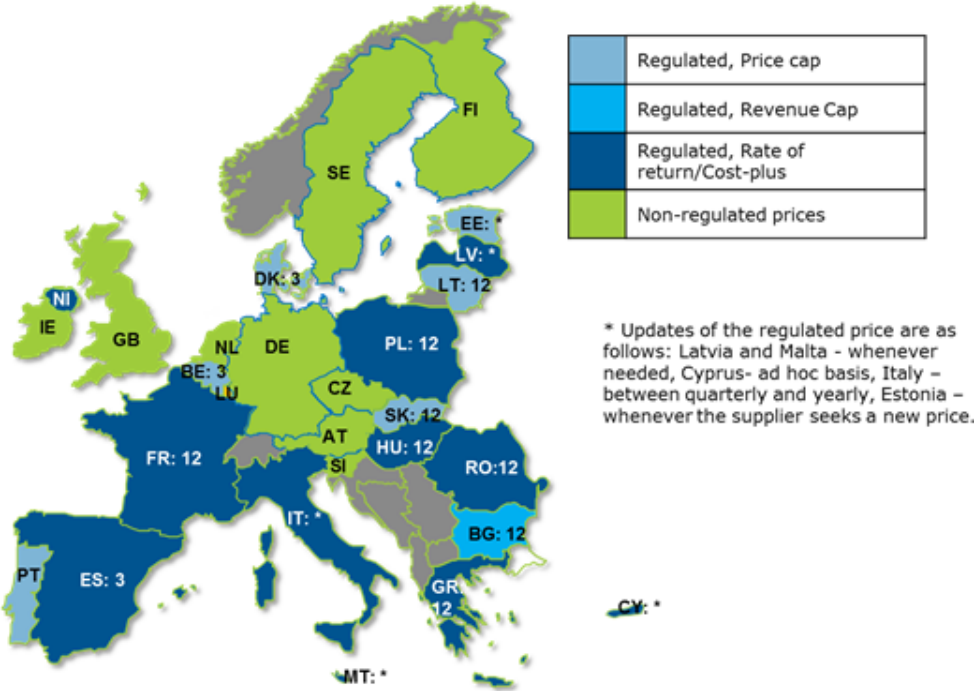 Regulated, Price cap
Regulated, Revenue Cap
Regulated, Rate of
return/Cost-plus
Non-regulated prices
FI
SE
EE: *
LV: *
DK: 3
LT: 12
NI
IE
GB
NL
DE
PL: 12
BE: 3
LU
CZ
SK: 12
AT
HU: 12
FR: 12
SI
RO:12
IT: *
BG: 12
PT
ES: 3
GR:
12
CY: *
MT: *
* Updates of the regulated price are as
follows: Latvia and Malta - whenever
needed, Cyprus- ad hoc basis, Italy –
between quarterly and yearly, Estonia –
whenever the supplier seeks a new price.